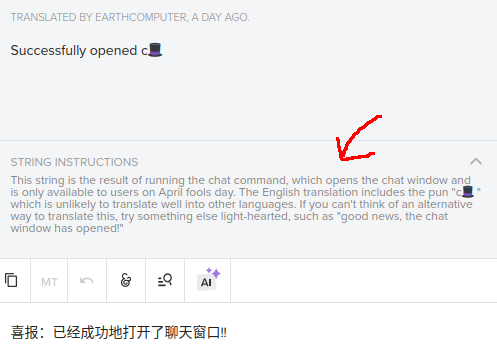 TRANSLATED BY EARTHCOMPUTER, A DAY AGO.
Successfully opened c🎩
STRING INSTRUCTIONS
This string is the result of running the chat command, which opens the chat window and
is only available to users on April fools day. The English translation includes the pun "c🎩"
which is unlikely to translate well into other languages. If you can't think of an alternative
way to translate this, try something else light-hearted, such as "good news, the chat
window has opened!"
MT
AI
喜报：已经成功地打开了聊天窗口!!